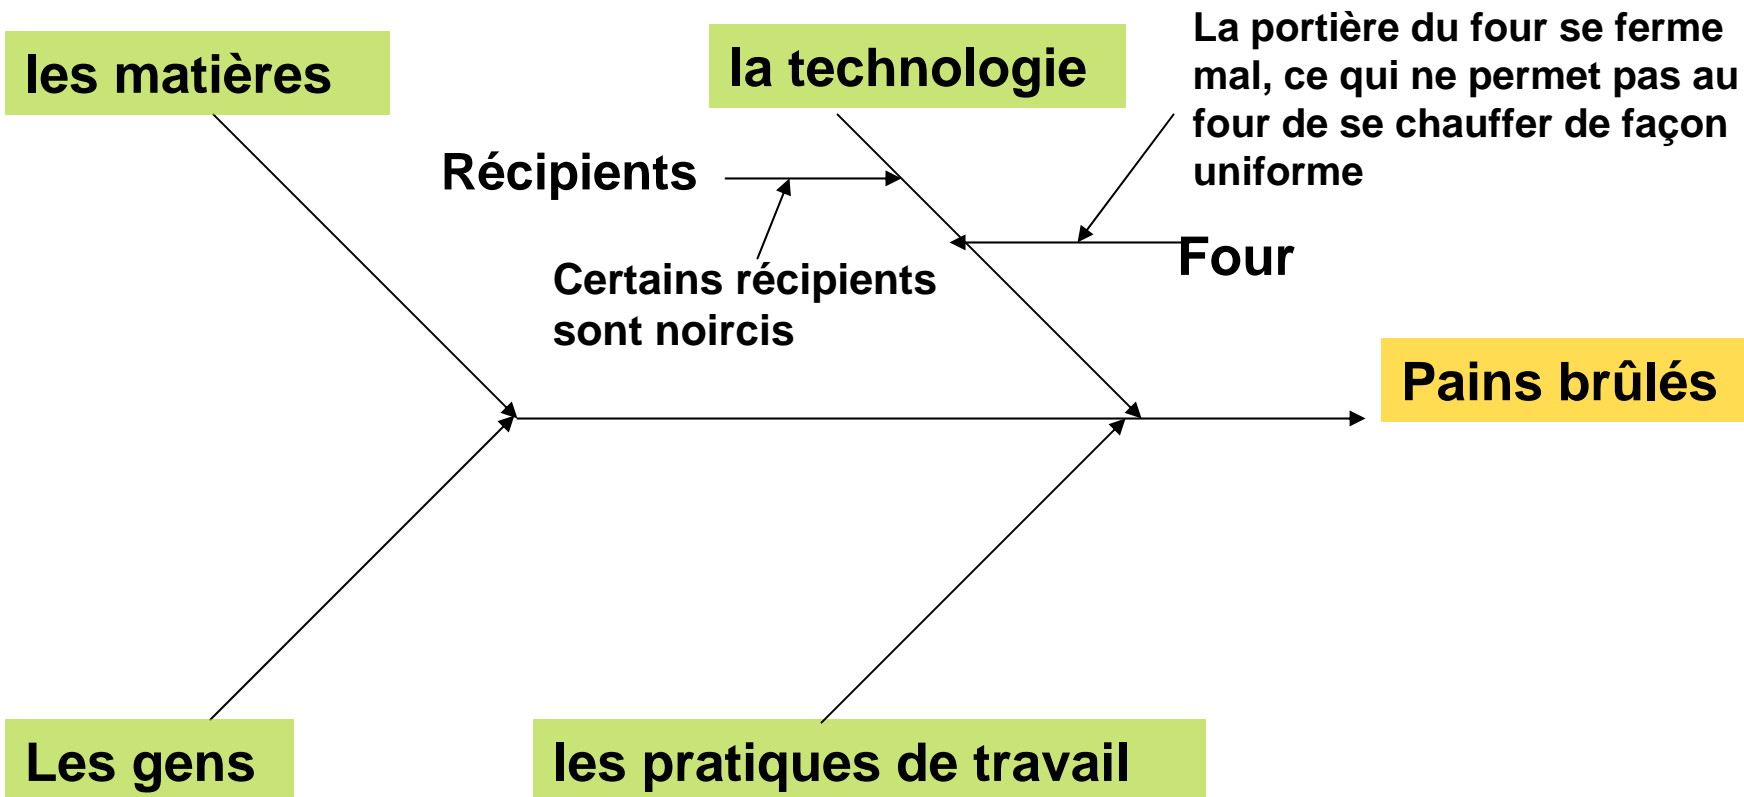 les matières
la technologie
La portière du four se ferme
mal, ce qui ne permet pas au
four de se chauffer de façon
uniforme
Récipients
Four
Certains récipients
sont noircis
Pains brûlés
Les gens
les pratiques de travail